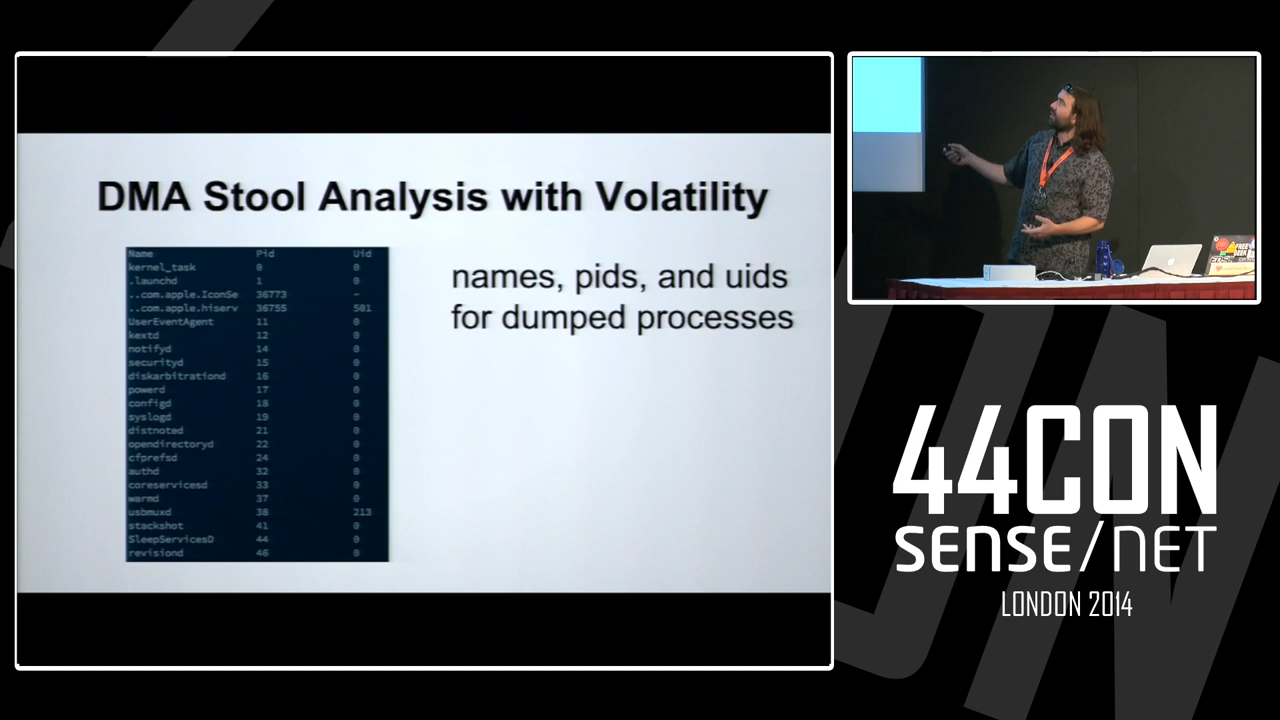 DMA Stool Analysis with Volatility
Name Pid Uid
kernel_task 0 0
.launchd 1 0
..com.apple.IconSe 36773 -
..com.apple.hiserv 36755 501
UserEventAgent 11 0
kextd 12 0
notifyd 14 0
securityd 15 0
diskarbitrationd 16 0
powerd 17 0
configd 18 0
syslogd 19 0
distnoted 21 0
opendirectoryd 22 0
cfprefsd 24 0
authd 32 0
coreservicesd 33 0
warmd 37 0
usbmuxd 38 213
stackshot 41 0
SleepServicesD 44 0
revisiond 46 0
names, pids, and uids
for dumped processes
44CON
SENSE/NET
LONDON 2014